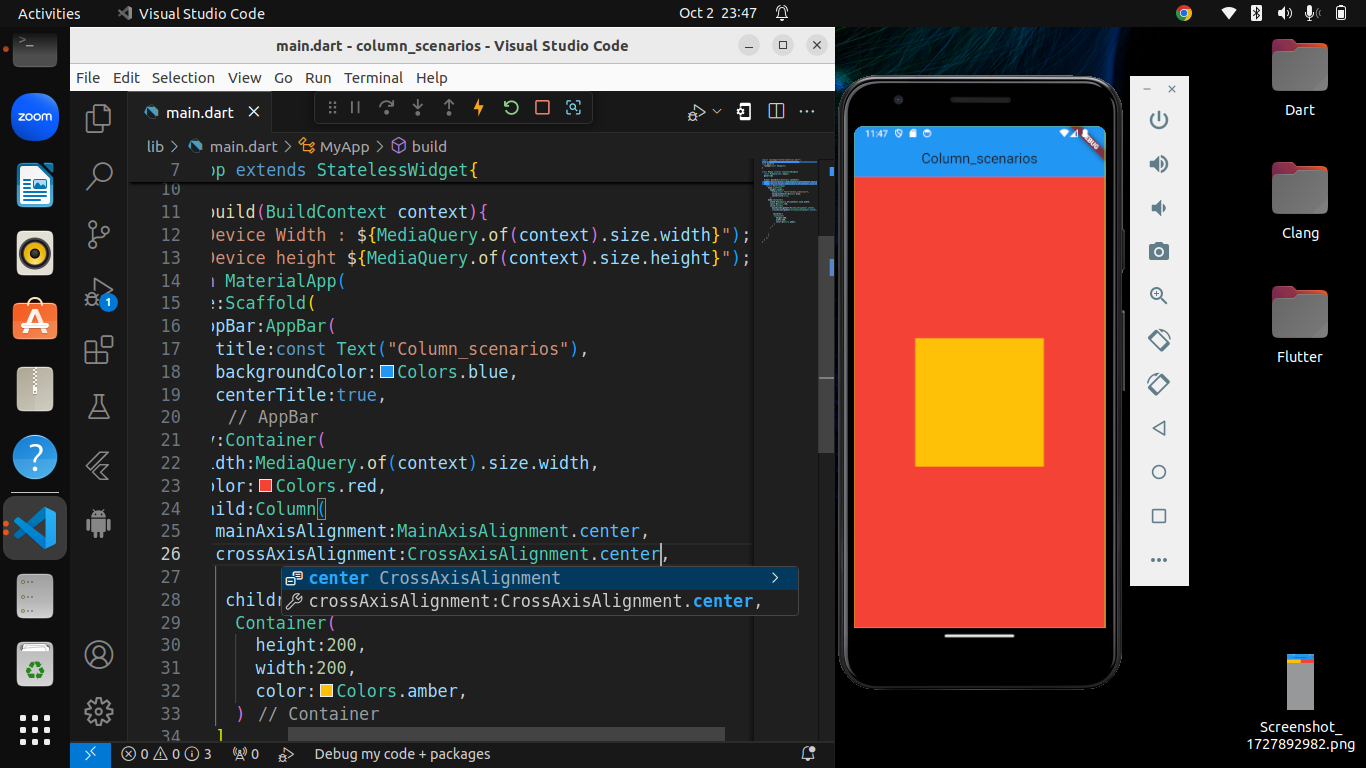 Activities
Visual Studio Code
Oct 2 23:47
main.dart - column_scenarios - Visual Studio Code
File Edit Selection View Go Run Terminal Help
zoom
main.dart
lib > main.dart > MyApp > build
7 pp extends StatelessWidget{
10
11 build(BuildContext context){
12 Device Width : ${MediaQuery.of(context).size.width}");
13 Device height ${MediaQuery.of(context).size.height}");
14 n MaterialApp(
15 e:Scaffold(
16 ppBar:AppBar(
17 title:const Text("Column_scenarios"),
18 backgroundColor:Colors.blue,
19 centerTitle:true,
20 // AppBar
21 y:Container(
22 idth:MediaQuery.of(context).size.width,
23 olor:Colors.red,
24 hild:Column(
25 mainAxisAlignment:MainAxisAlignment.center,
26 crossAxisAlignment:CrossAxisAlignment.center,
27
center CrossAxisAlignment
crossAxisAlignment:CrossAxisAlignment.center,
28 childr
29 Container(
30 height:200,
31 width:200,
32 color:Colors.amber,
33 ) // Container
34 ]
1
0 0 3 0 Debug my code + packages
11:47
DEBUG
Column_scenarios
Dart
Clang
Flutter
Screenshot_
1727892982.png